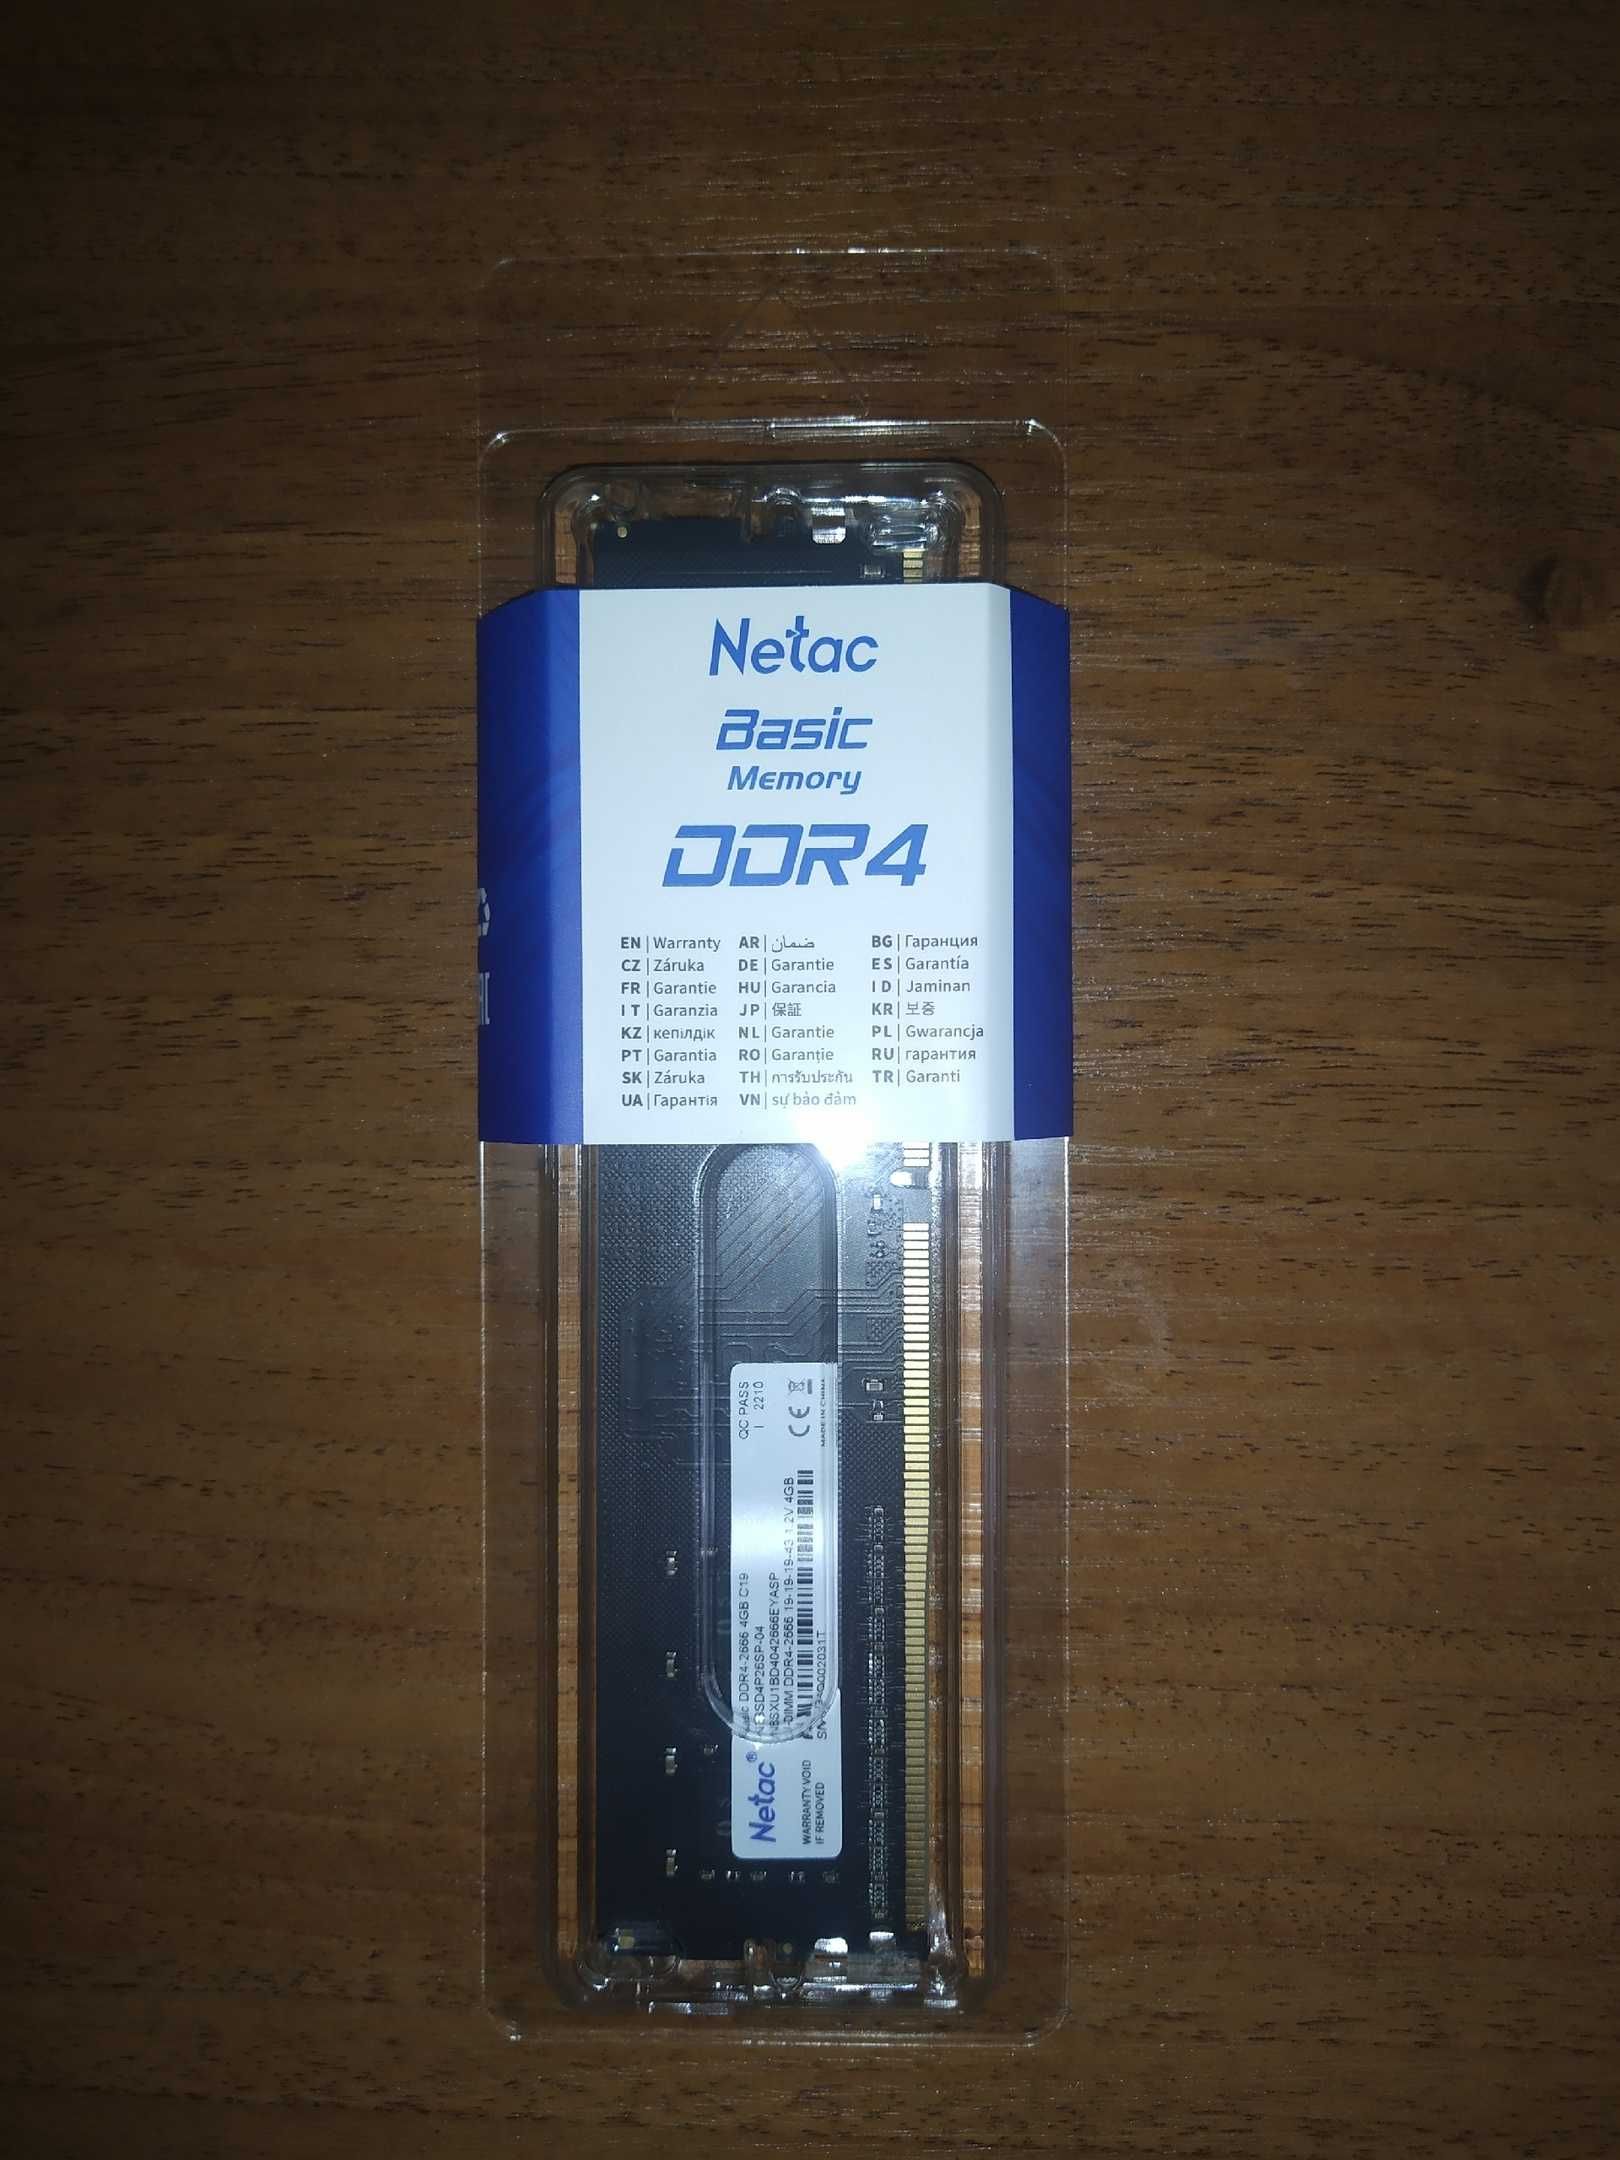 Netac
Basic
Memory
DDR4
EN | Warranty AR | ضمان BG | Гаранция
CZ | Záruka DE | Garantie ES | Garantía
FR | Garantie HU | Garancia ID | Jaminan
IT | Garanzia JP | 保証 KR | 보증
KZ | кепілдік NL | Garantie PL | Gwarancja
PT | Garantia RO | Garanție RU | гарантия
SK | Záruka TH | การรับประกัน TR | Garanti
UA | Гарантія VN | sự bảo đảm
Netac®
WARRANTY VOID
IF REMOVED
DDR4-2666 4GB C19
DDR4-2666 19-19-19-43 1.2V 4GB
QC PASS
I 2210
CE
MADE IN CHINA